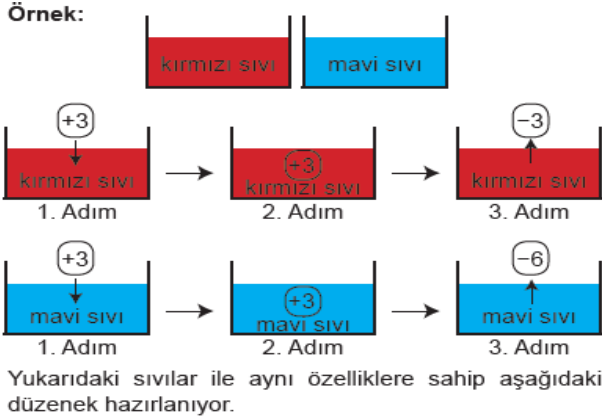 Örnek:
kırmızı sıvı mavi sıvı
+3 −3
kırmızı sıvı +3 kırmızı sıvı kırmızı sıvı
1. Adım 2. Adım 3. Adım
+3 −6
mavi sıvı +3 mavi sıvı mavi sıvı
1. Adım 2. Adım 3. Adım
Yukarıdaki sıvılar ile aynı özelliklere sahip aşağıdaki
düzenek hazırlanıyor.